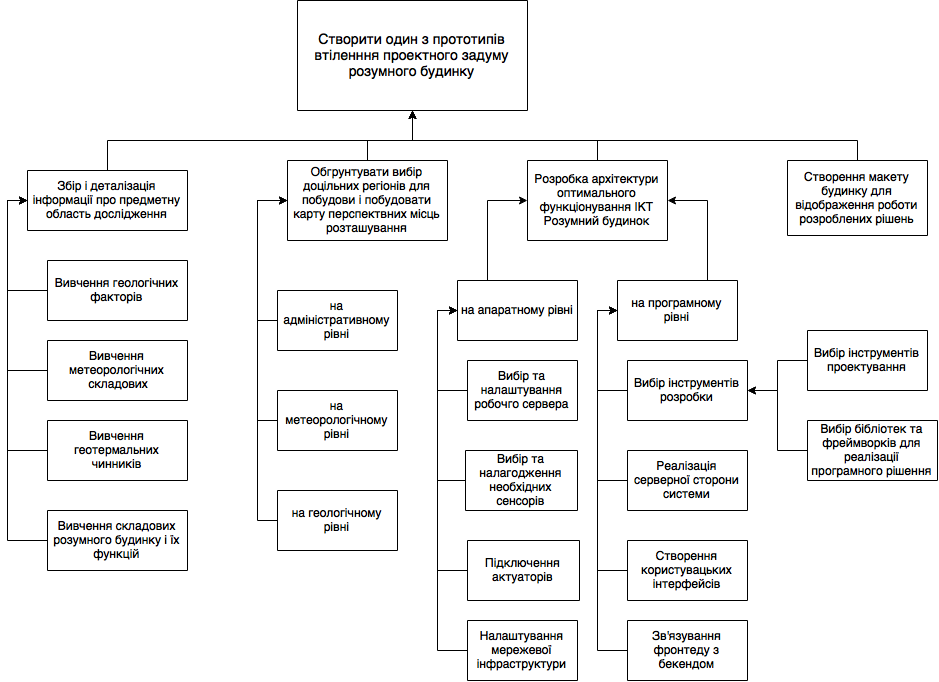 Створити один з прототипів
втіленння проектного задуму
розумного будинку
Збір і деталізація
інформації про предметну
область дослідження
Обгрунтувати вибір
доцільних регіонів для
побудови і побудовати
карту перспектвних місць
розташування
Розробка архітектури
оптимального
функціонування ІКТ
Розумний будинок
Створення макету
будинку для
відображення роботи
розроблених рішень
Вивчення геологічних
факторів
Вивчення
метеорологічних
складових
Вивчення
геотермальних
чинників
Вивчення складових
розумного будинку і їх
функцій
на
адміністративному
рівні
на
метеорологічному
рівні
на геологічному
рівні
на апаратному рівні
Вибір та
налаштування
робочго сервера
Вибір та
налагодження
необхідних
сенсорів
Підключення
актуаторів
Налаштування
мережевої
інфраструктури
на програмному
рівні
Вибір інструментів
розробки
Реалізація
серверної сторони
системи
Створення
користувацьких
інтерфейсів
Зв'язування
фронтеду з
бекендом
Вибір інструментів
проектування
Вибір бібліотек та
фреймворків для
реалізації
програмного рішення